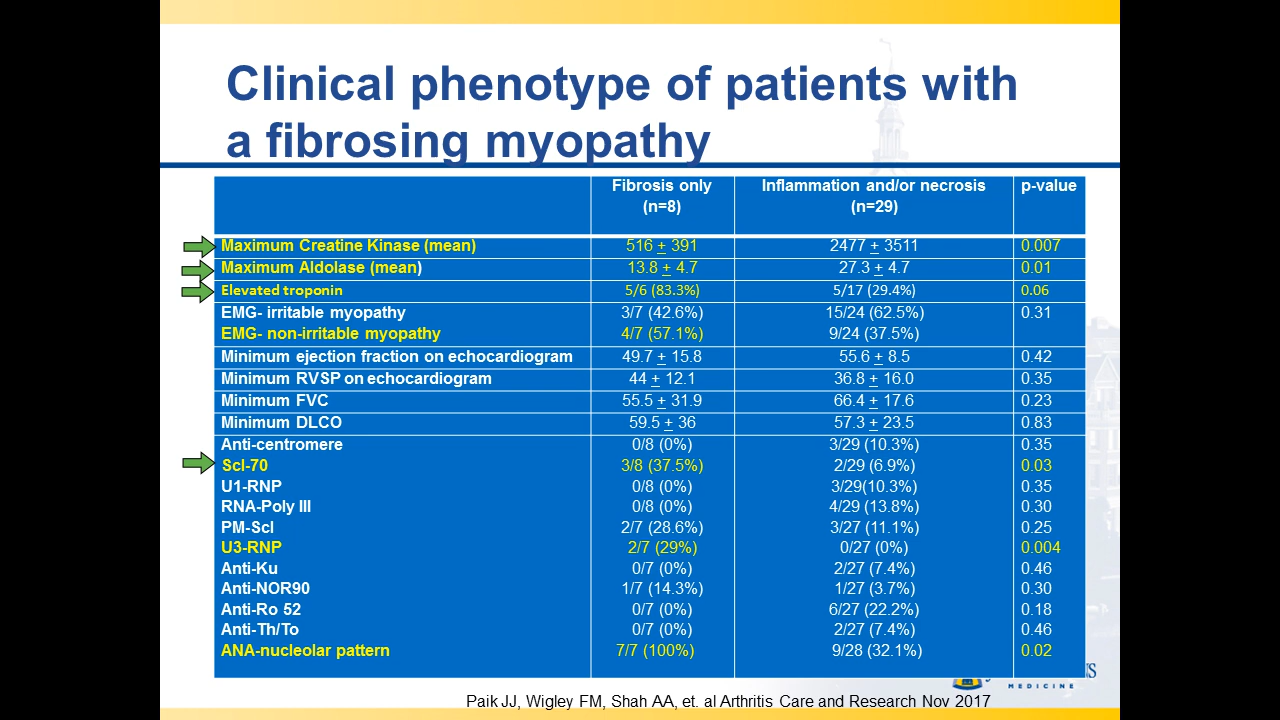 Clinical phenotype of patients with
a fibrosing myopathy
Fibrosis only Inflammation and/or necrosis p-value
(n=8) (n=29)
Maximum Creatine Kinase (mean) 516 + 391 2477 + 3511 0.007
Maximum Aldolase (mean) 13.8 + 4.7 27.3 + 4.7 0.01
Elevated troponin 5/6 (83.3%) 5/17 (29.4%) 0.06
EMG- irritable myopathy 3/7 (42.6%) 15/24 (62.5%) 0.31
EMG- non-irritable myopathy 4/7 (57.1%) 9/24 (37.5%)
Minimum ejection fraction on echocardiogram 49.7 + 15.8 55.6 + 8.5 0.42
Minimum RVSP on echocardiogram 44 + 12.1 36.8 + 16.0 0.35
Minimum FVC 55.5 + 31.9 66.4 + 17.6 0.23
Minimum DLCO 59.5 + 36 57.3 + 23.5 0.83
Anti-centromere 0/8 (0%) 3/29 (10.3%) 0.35
Scl-70 3/8 (37.5%) 2/29 (6.9%) 0.03
U1-RNP 0/8 (0%) 3/29(10.3%) 0.35
RNA-Poly III 0/8 (0%) 4/29 (13.8%) 0.30
PM-Scl 2/7 (28.6%) 3/27 (11.1%) 0.25
U3-RNP 2/7 (29%) 0/27 (0%) 0.004
Anti-Ku 0/7 (0%) 2/27 (7.4%) 0.46
Anti-NOR90 1/7 (14.3%) 1/27 (3.7%) 0.30
Anti-Ro 52 0/7 (0%) 6/27 (22.2%) 0.18
Anti-Th/To 0/7 (0%) 2/27 (7.4%) 0.46
ANA-nucleolar pattern 7/7 (100%) 9/28 (32.1%) 0.02
MEDICINE
Paik JJ, Wigley FM, Shah AA, et. al Arthritis Care and Research Nov 2017